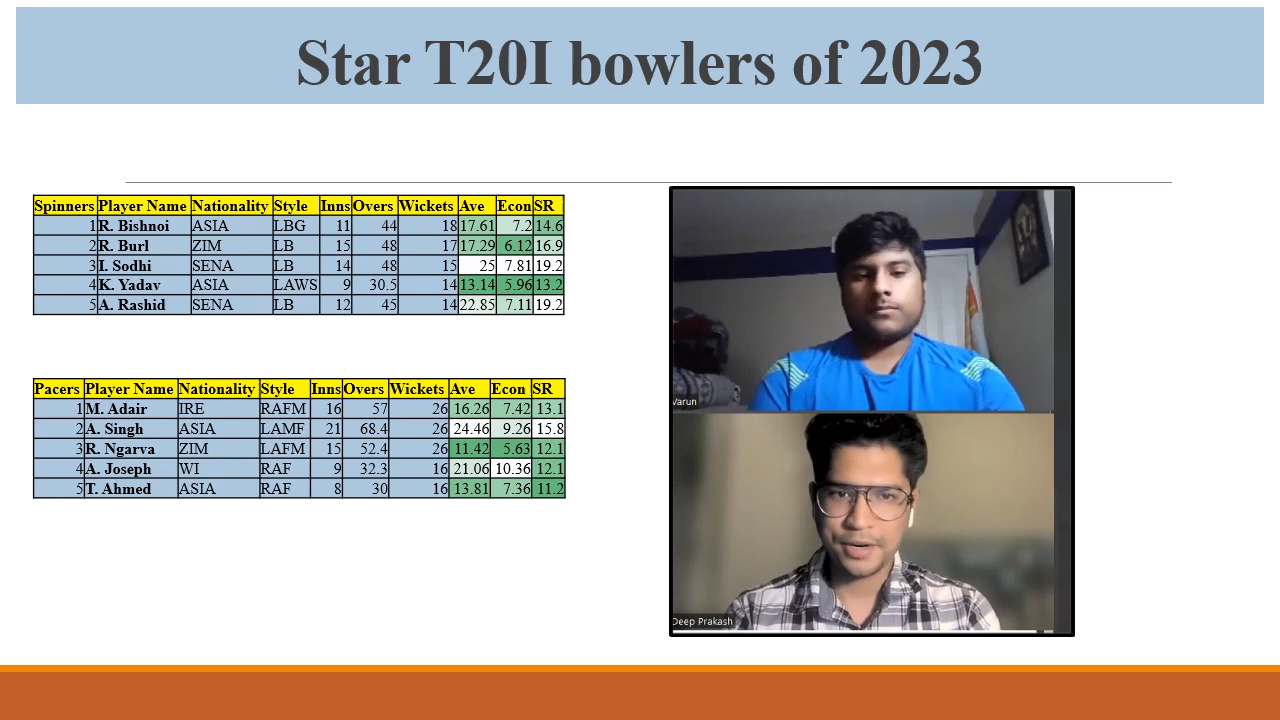 Star T20I bowlers of 2023
Spinners Player Name Nationality Style Inns Overs Wickets Ave Econ SR
1 R. Bishnoi ASIA LBG 11 44 18 17.61 7.2 14.6
2 R. Burl ZIM LB 15 48 17 17.29 6.12 16.9
3 I. Sodhi SENA LB 14 48 15 25 7.81 19.2
4 K. Yadav ASIA LAWS 9 30.5 14 13.14 5.96 13.2
5 A. Rashid SENA LB 12 45 14 22.85 7.11 19.2
Pacers Player Name Nationality Style Inns Overs Wickets Ave Econ SR
1 M. Adair IRE RAFM 16 57 26 16.26 7.42 13.1
2 A. Singh ASIA LAMF 21 68.4 26 24.46 9.26 15.8
3 R. Ngarva ZIM LAFM 15 52.4 26 11.42 5.63 12.1
4 A. Joseph WI RAF 9 32.3 16 21.06 10.36 12.1
5 T. Ahmed ASIA RAF 8 30 16 13.81 7.36 11.2
Varun
Deep Prakash